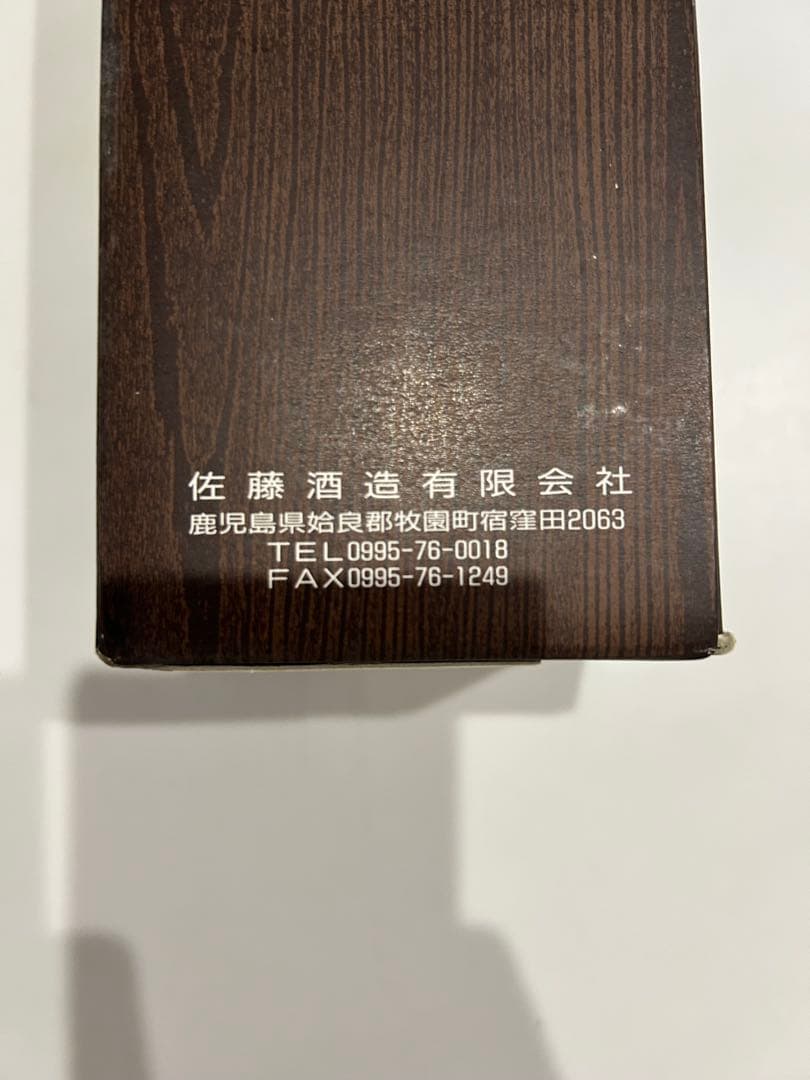 佐藤酒造有限会社
鹿児島県姶良郡牧園町宿窪田2063
TEL0995-76-0018
FAX0995-76-1249